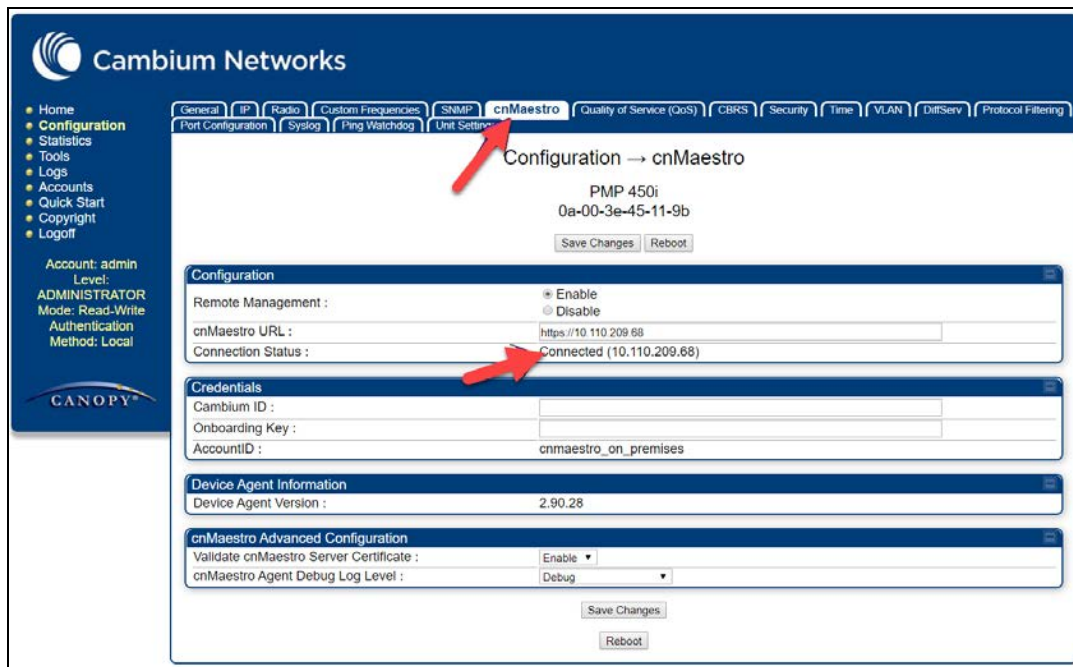 Cambium Networks
Home
Configuration
Statistics
Tools
Logs
Accounts
Quick Start
Copyright
Logoff
Account: admin
Level:
ADMINISTRATOR
Mode: Read-Write
Authentication
Method: Local
CANOPY®
General IP Radio Custom Frequencies SNMP cnMaestro Quality of Service (QoS) CBRS Security Time VLAN DiffServ Protocol Filtering
Port Configuration Syslog Ping Watchdog Unit Settings
Configuration → cnMaestro
PMP 450i
0a-00-3e-45-11-9b
Save Changes Reboot
Configuration
Remote Management :
Enable
Disable
cnMaestro URL : https://10.110.209.68
Connection Status : Connected (10.110.209.68)
Credentials
Cambium ID :
Onboarding Key :
AccountID : cnmaestro_on_premises
Device Agent Information
Device Agent Version : 2.90.28
cnMaestro Advanced Configuration
Validate cnMaestro Server Certificate : Enable
cnMaestro Agent Debug Log Level : Debug
Save Changes
Reboot